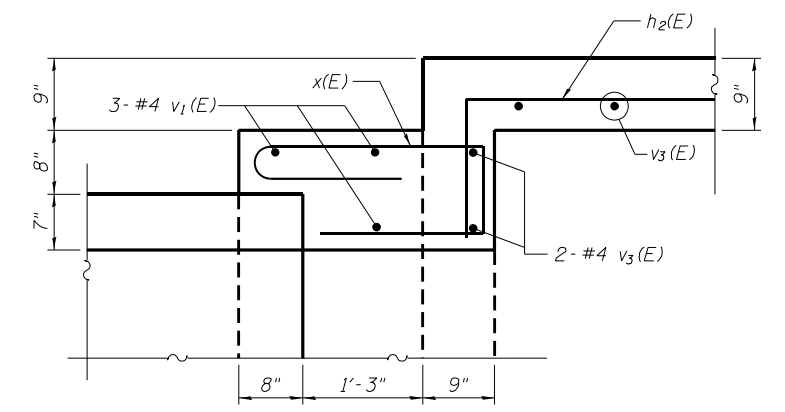 h2(E)
x(E)
9"
3- #4 v1(E)
9"
v3(E)
8"
7"
2- #4 v3(E)
8"
1'-3"
9"